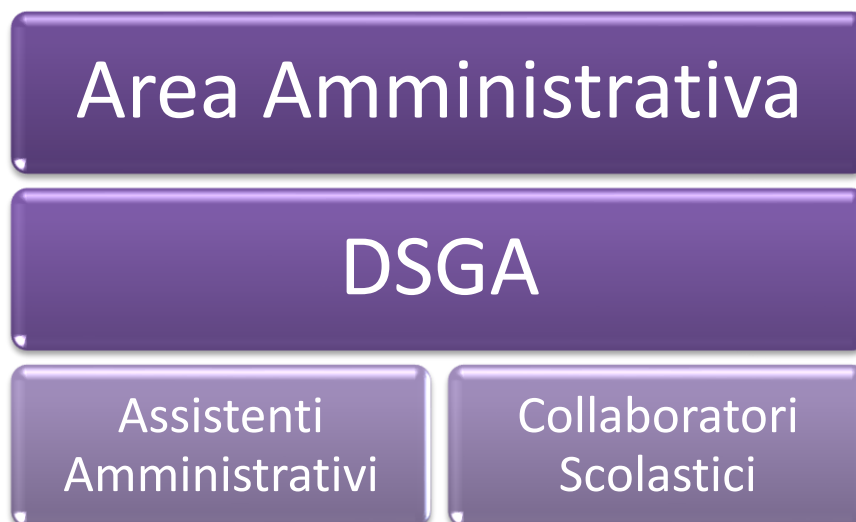 Area Amministrativa
DSGA
Assistenti
Amministrativi
Collaboratori
Scolastici